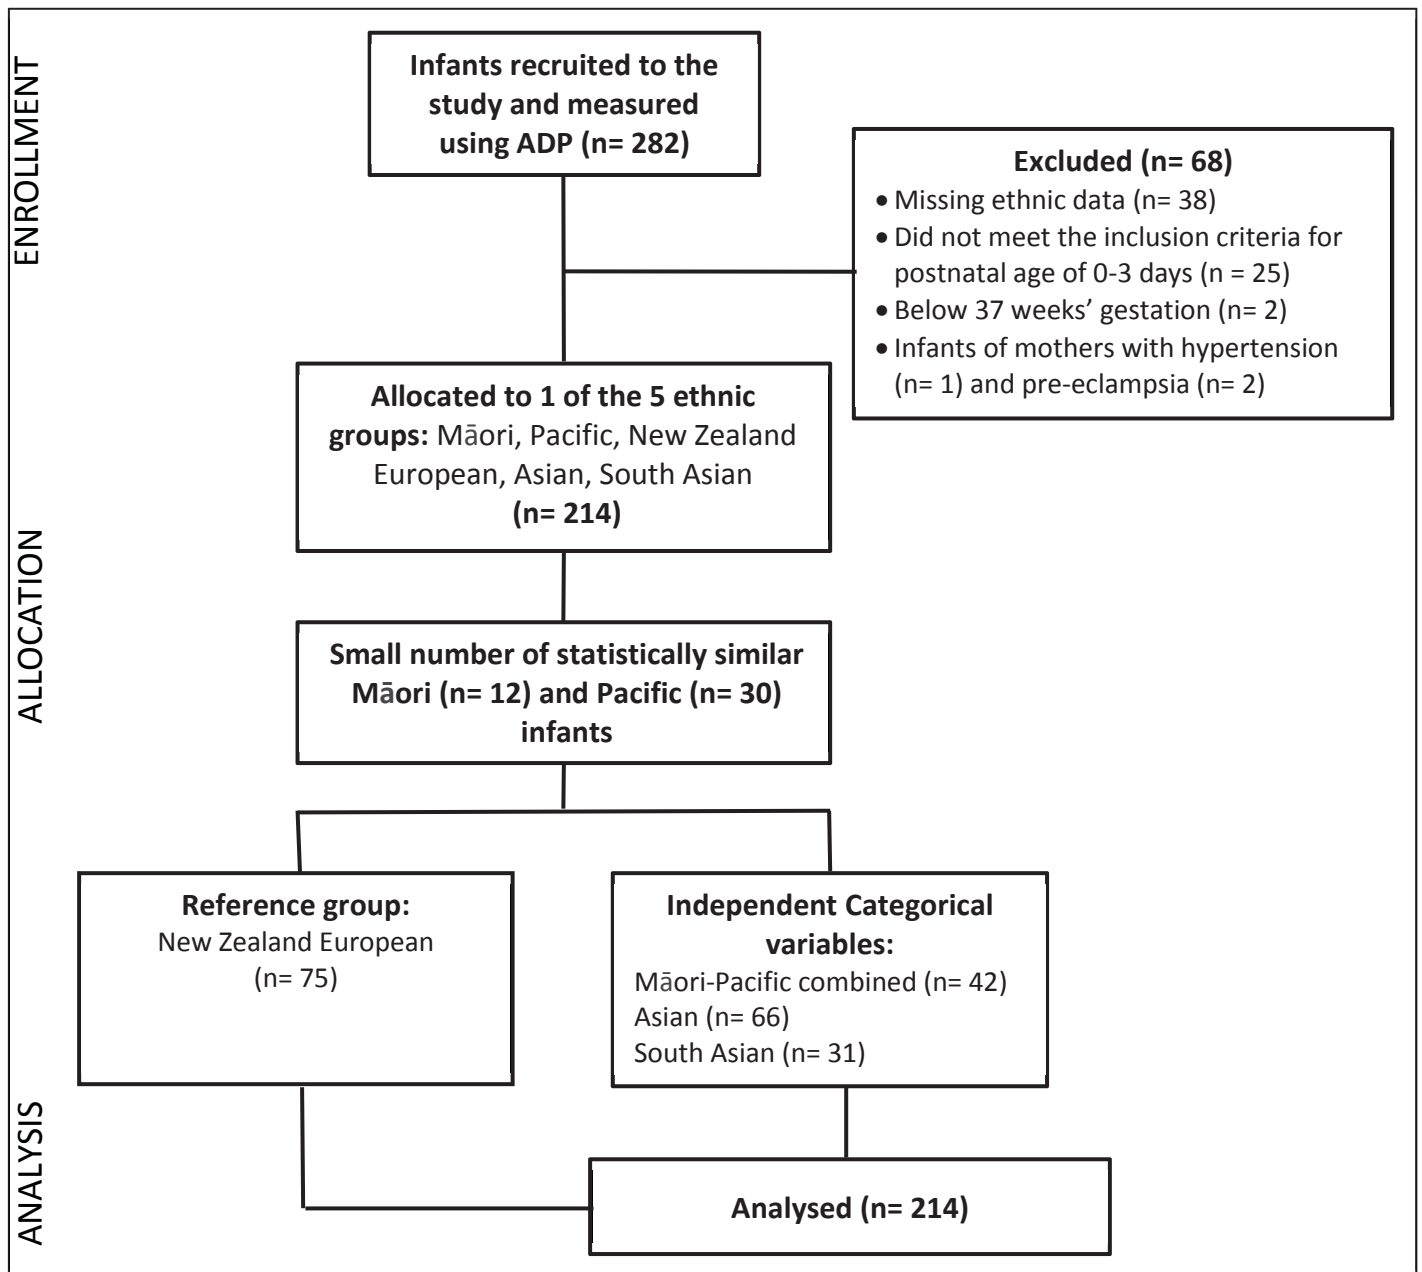 ENROLLMENT
Infants recruited to the
study and measured
using ADP (n= 282)
Excluded (n= 68)
• Missing ethnic data (n= 38)
• Did not meet the inclusion criteria for
postnatal age of 0-3 days (n = 25)
• Below 37 weeks’ gestation (n= 2)
• Infants of mothers with hypertension
(n= 1) and pre-eclampsia (n= 2)
ALLOCATION
Allocated to 1 of the 5 ethnic
groups: Māori, Pacific, New Zealand
European, Asian, South Asian
(n= 214)
Small number of statistically similar
Māori (n= 12) and Pacific (n= 30)
infants
Reference group:
New Zealand European
(n= 75)
Independent Categorical
variables:
Māori-Pacific combined (n= 42)
Asian (n= 66)
South Asian (n= 31)
ANALYSIS
Analysed (n= 214)